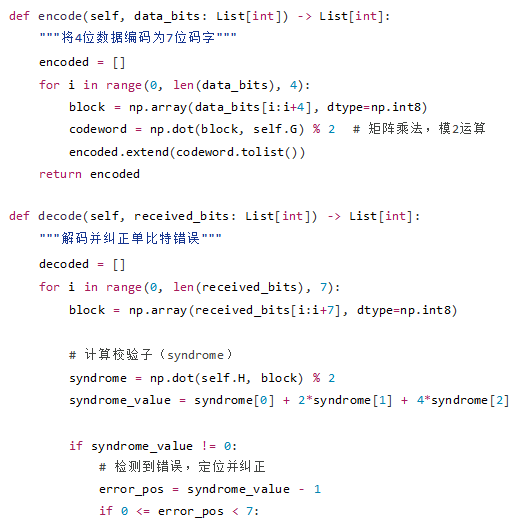 def encode(self, data_bits: List[int]) -> List[int]:
    """将4位数据编码为7位码字"""
    encoded = []
    for i in range(0, len(data_bits), 4):
        block = np.array(data_bits[i:i+4], dtype=np.int8)
        codeword = np.dot(block, self.G) % 2  # 矩阵乘法，模2运算
        encoded.extend(codeword.tolist())
    return encoded

def decode(self, received_bits: List[int]) -> List[int]:
    """解码并纠正单比特错误"""
    decoded = []
    for i in range(0, len(received_bits), 7):
        block = np.array(received_bits[i:i+7], dtype=np.int8)

        # 计算校验子（syndrome）
        syndrome = np.dot(self.H, block) % 2
        syndrome_value = syndrome[0] + 2*syndrome[1] + 4*syndrome[2]

        if syndrome_value != 0:
            # 检测到错误，定位并纠正
            error_pos = syndrome_value - 1
            if 0 <= error_pos < 7: